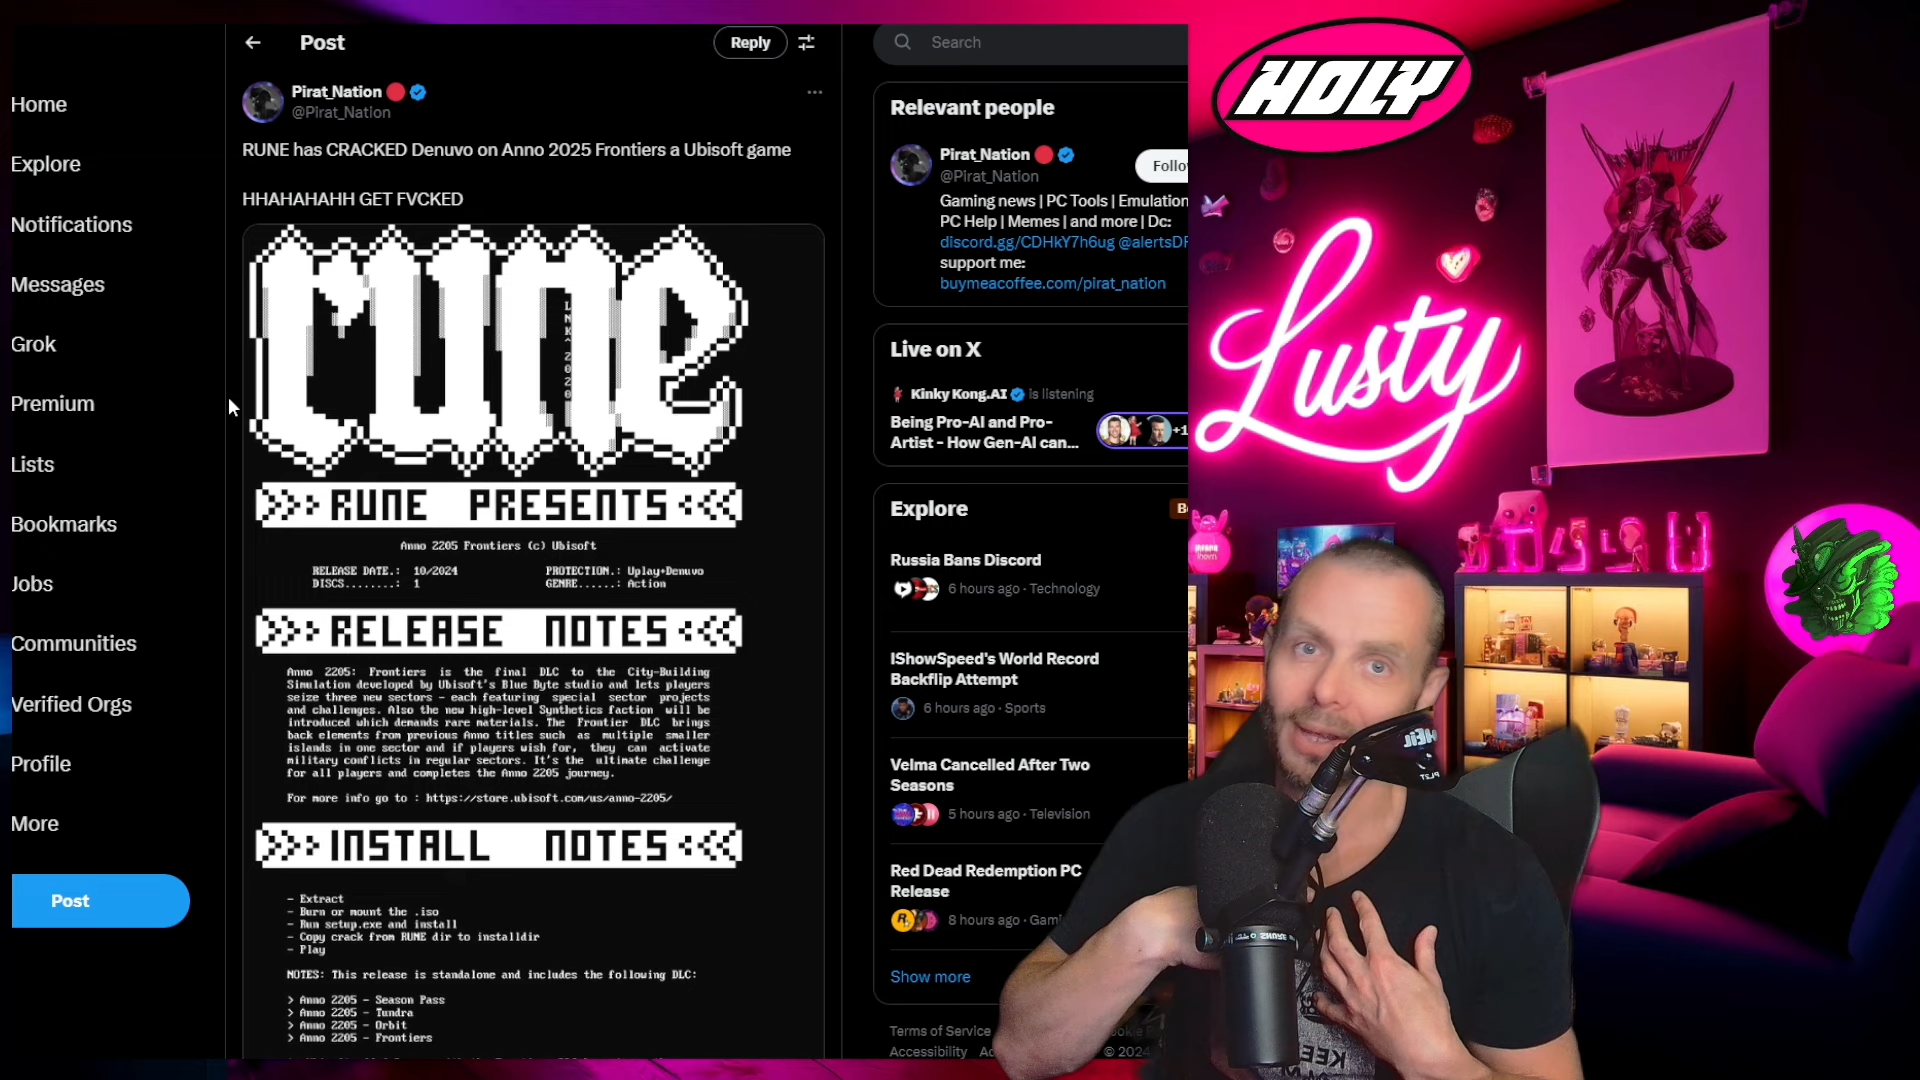 Home
Explore
Notifications
Messages
Grok
Premium
Lists
Bookmarks
Jobs
Communities
Verified Orgs
Profile
More
Post
Post
Reply
Pirat_Nation
@Pirat_Nation
RUNE has CRACKED Denuvo on Anno 2025 Frontiers a Ubisoft game
HHAHAHAHH GET FVCKED
rune
LNK^2020
>>> RUNE PRESENTS <<<
Anno 2205 Frontiers (c) Ubisoft
RELEASE DATE.: 10/2024 PROTECTION.: Uplay+Denuvo
DISCS........: 1 GENRE......: Action
>>> RELEASE NOTES <<<
Anno 2205: Frontiers is the final DLC to the City-Building
Simulation developed by Ubisoft's Blue Byte studio and lets players
seize three new sectors - each featuring special sector projects
and challenges. Also the new high-level Synthetics faction will be
introduced which demands rare materials. The Frontier DLC brings
back elements from previous Anno titles such as multiple smaller
islands in one sector and if players wish for, they can activate
military conflicts in regular sectors. It's the ultimate challenge
for all players and completes the Anno 2205 journey.
For more info go to : https://store.ubisoft.com/us/anno-2205/
>>> INSTALL NOTES <<<
- Extract
- Burn or mount the .iso
- Run setup.exe and install
- Copy crack from RUNE dir to installdir
- Play
NOTES: This release is standalone and includes the following DLC:
> Anno 2205 - Season Pass
> Anno 2205 - Tundra
> Anno 2205 - Orbit
> Anno 2205 - Frontiers
Search
Relevant people
Pirat_Nation
@Pirat_Nation
Follo
Gaming news | PC Tools | Emulation
PC Help | Memes | and more | Dc:
discord.gg/CDHkY7h6ug @alertsDR
support me:
buymeacoffee.com/pirat_nation
Live on X
Kinky Kong.AI is listening
Being Pro-AI and Pro-
Artist - How Gen-AI can...
+1
Explore
Be
Russia Bans Discord
6 hours ago · Technology
IShowSpeed's World Record
Backflip Attempt
6 hours ago · Sports
Velma Cancelled After Two
Seasons
5 hours ago · Television
Red Dead Redemption PC
Release
8 hours ago · Gami
Show more
Terms of Service
Accessibility
© 2024
HOLY
Lusty
SHURE
KEE